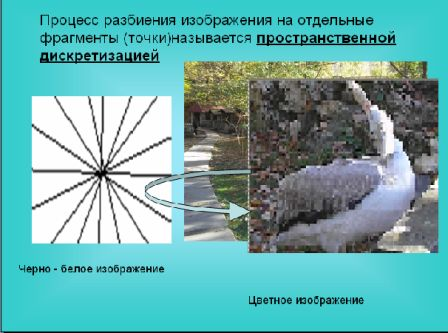 Процесс разбиения изображения на отдельные
фрагменты (точки)называется пространственной
дискретизацией
Черно - белое изображение
Цветное изображение